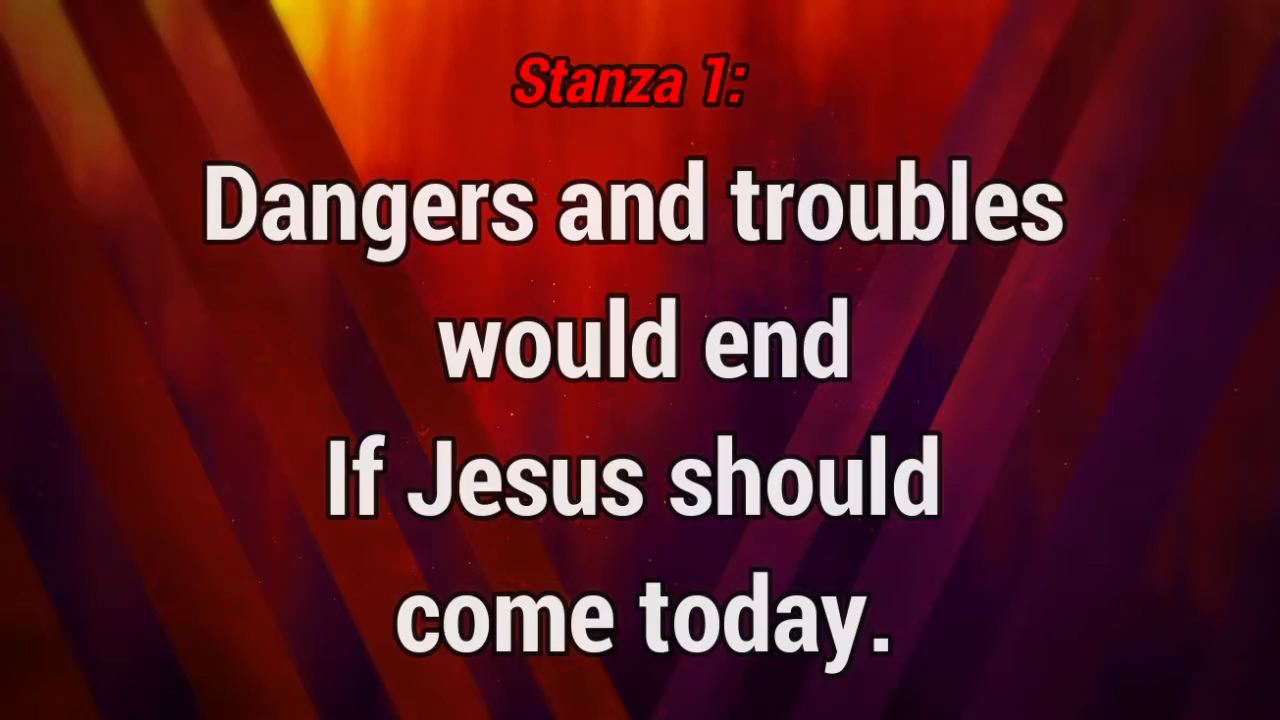 Stanza 1:
Dangers and troubles
would end
If Jesus should
come today.